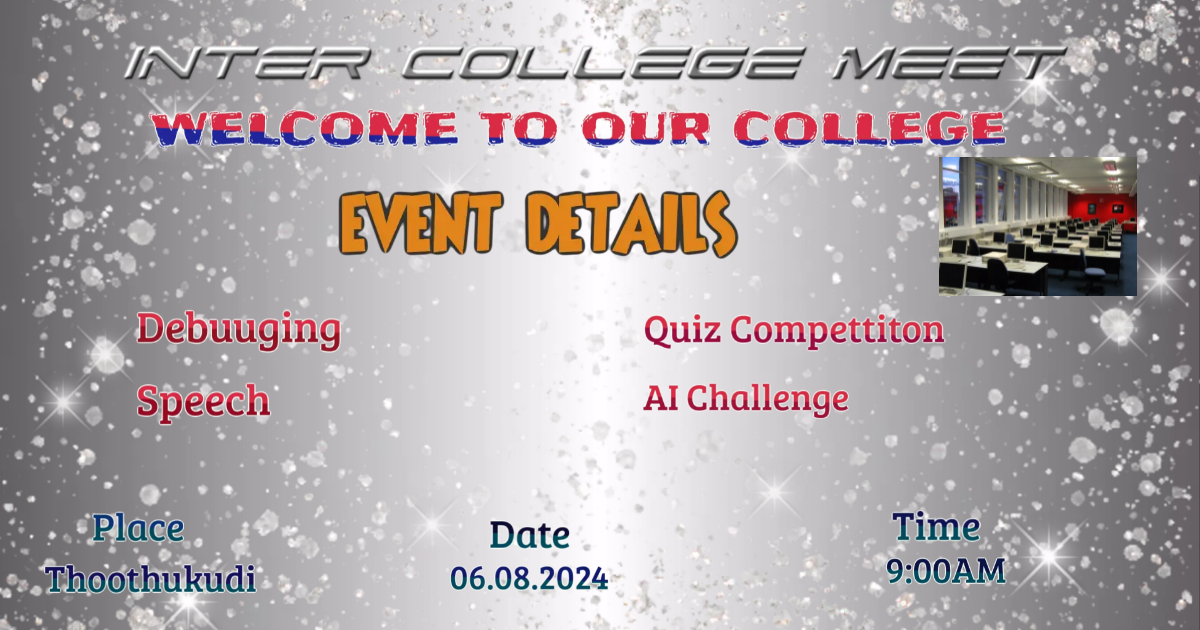 INTER COLLEGE MEET
WELCOME TO OUR COLLEGE
EVENT DETAILS
Debuuging
Quiz Compettiton
Speech
AI Challenge
Place
Date
Time
Thoothukudi
06.08.2024
9:00AM